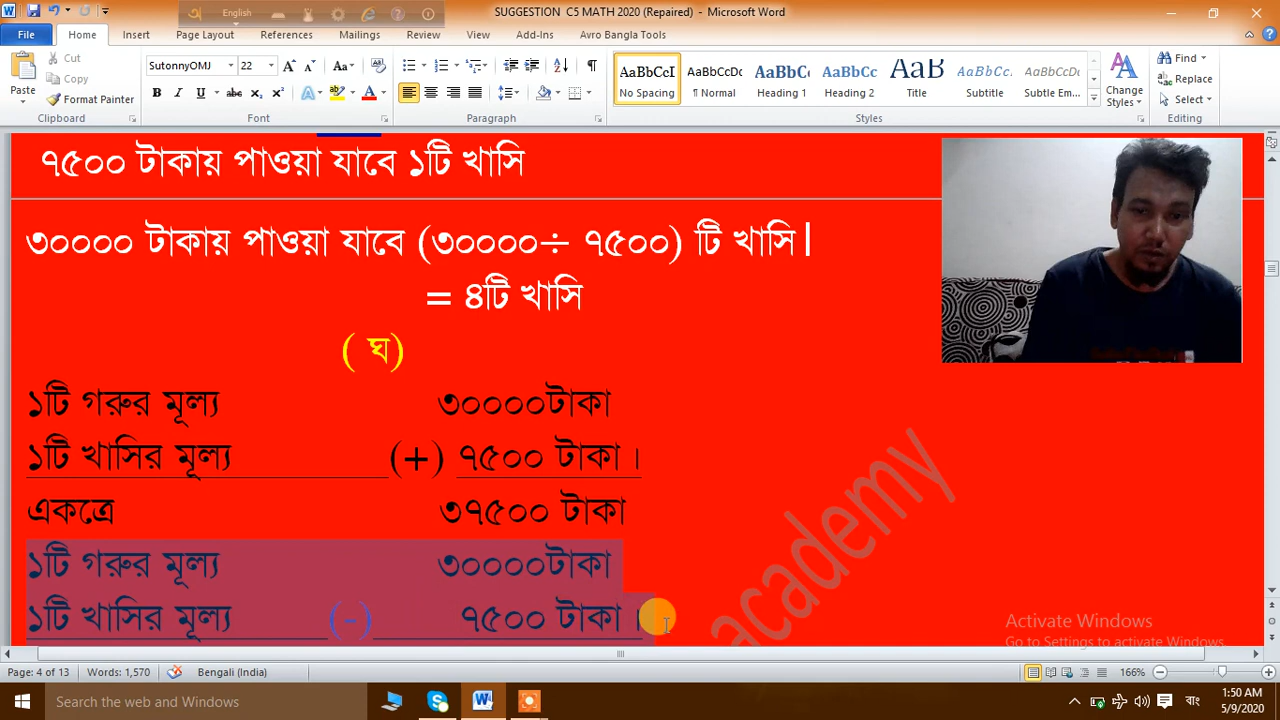 English
SUGGESTION C5 MATH 2020 (Repaired) - Microsoft Word
File Home Insert Page Layout References Mailings Review View Add-Ins Avro Bangla Tools
Paste
Cut
Copy
Format Painter
SutonnyOMJ 22
AaBbCcI AaBbCcDc AaBbCc AaBbCc AaB AaBbCcL AaBbCcDc
No Spacing ¶ Normal Heading 1 Heading 2 Title Subtitle Subtle Em...
Change Styles
Find
Replace
Select
Clipboard Font Paragraph Styles Editing
৭৫০০ টাকায় পাওয়া যাবে ১টি খাসি
৩০০০০ টাকায় পাওয়া যাবে (৩০০০০÷ ৭৫০০) টি খাসি|
= ৪টি খাসি
( ঘ)
১টি গরুর মূল্য ৩০০০০টাকা
১টি খাসির মূল্য (+) ৭৫০০ টাকা ।
একত্রে ৩৭৫০০ টাকা
১টি গরুর মূল্য ৩০০০০টাকা
১টি খাসির মূল্য (-) ৭৫০০ টাকা ।
academy
Activate Windows
Go to Settings to activate Windows.
Page: 4 of 13 Words: 1,570 Bengali (India) 166%
Search the web and Windows
বাং
1:50 AM
5/9/2020